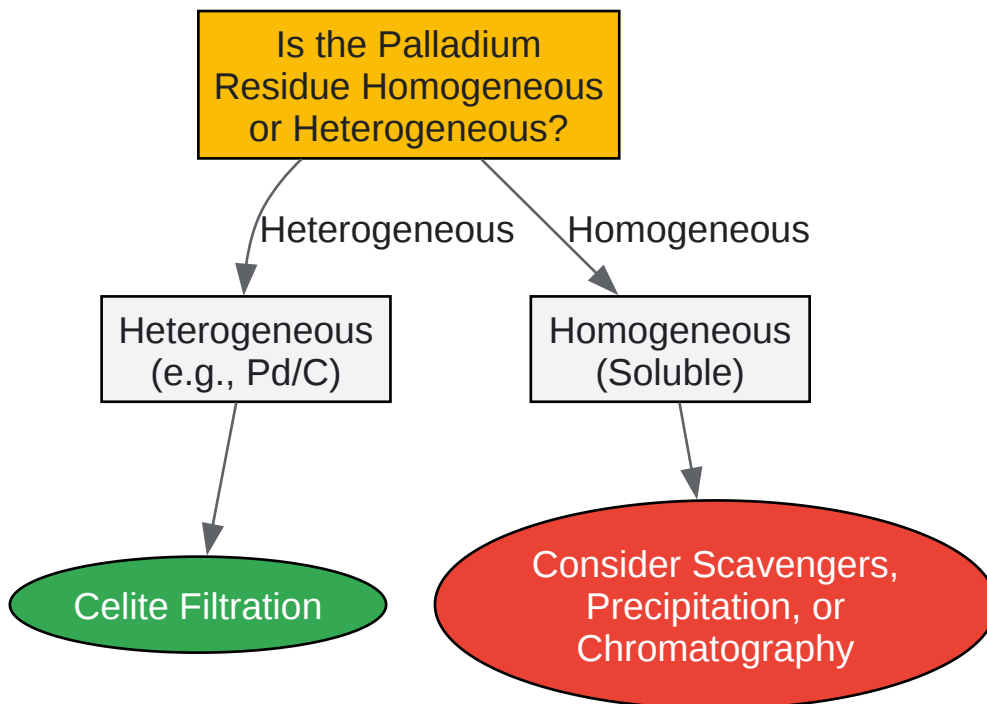 Is the Palladium
Residue Homogeneous
or Heterogeneous?
Heterogeneous
Homogeneous
Heterogeneous
(e.g., Pd/C)
Homogeneous
(Soluble)
Celite Filtration
Consider Scavengers,
Precipitation, or
Chromatography